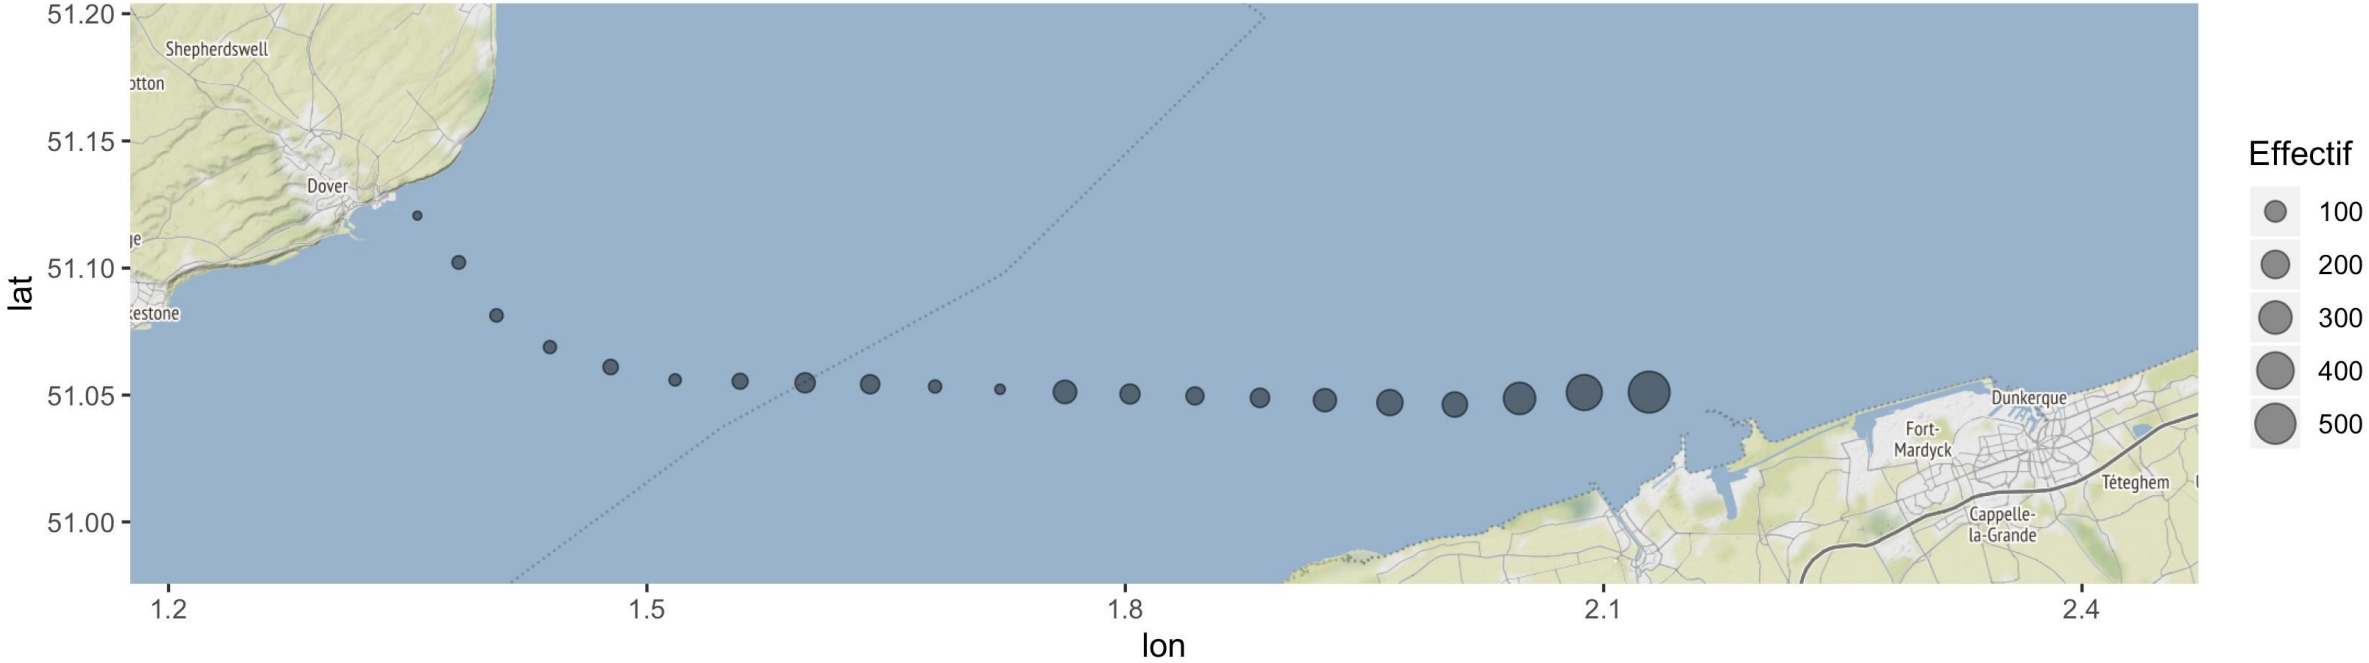 51.20
51.15
51.10
51.05
51.00
lat
Shepherdswell
otton
Dover
ge
kestone
Dunkerque
Fort-
Mardyck
Téteghem
Cappelle-
la-Grande
1.2
1.5
1.8
2.1
2.4
lon
Effectif
100
200
300
400
500